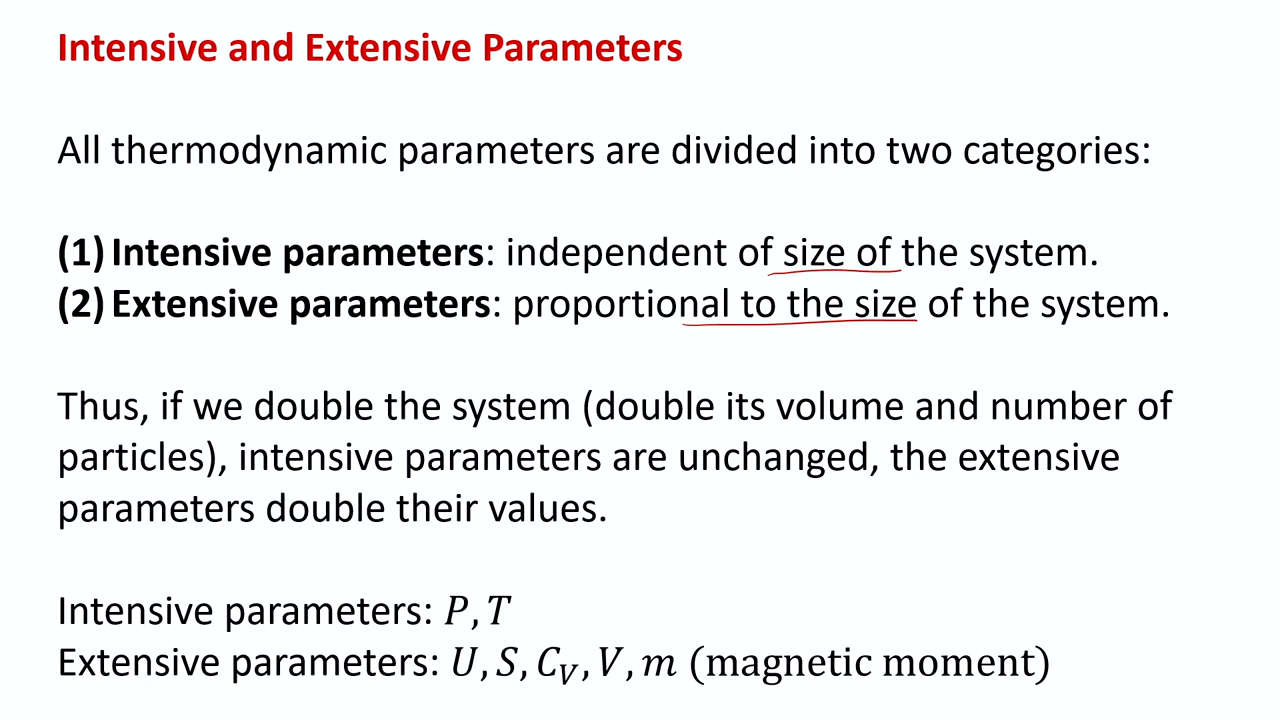 Intensive and Extensive Parameters
All thermodynamic parameters are divided into two categories:
(1) Intensive parameters: independent of size of the system.
(2) Extensive parameters: proportional to the size of the system.
Thus, if we double the system (double its volume and number of
particles), intensive parameters are unchanged, the extensive
parameters double their values.
Intensive parameters: P, T
Extensive parameters: U, S, C_V, V, m (magnetic moment)